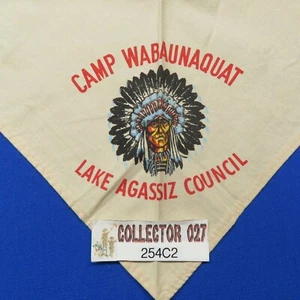 CAMP WABAUNAQUAT
LAKE AGASSIZ COUNCIL
COLLECTOR 027
254C2